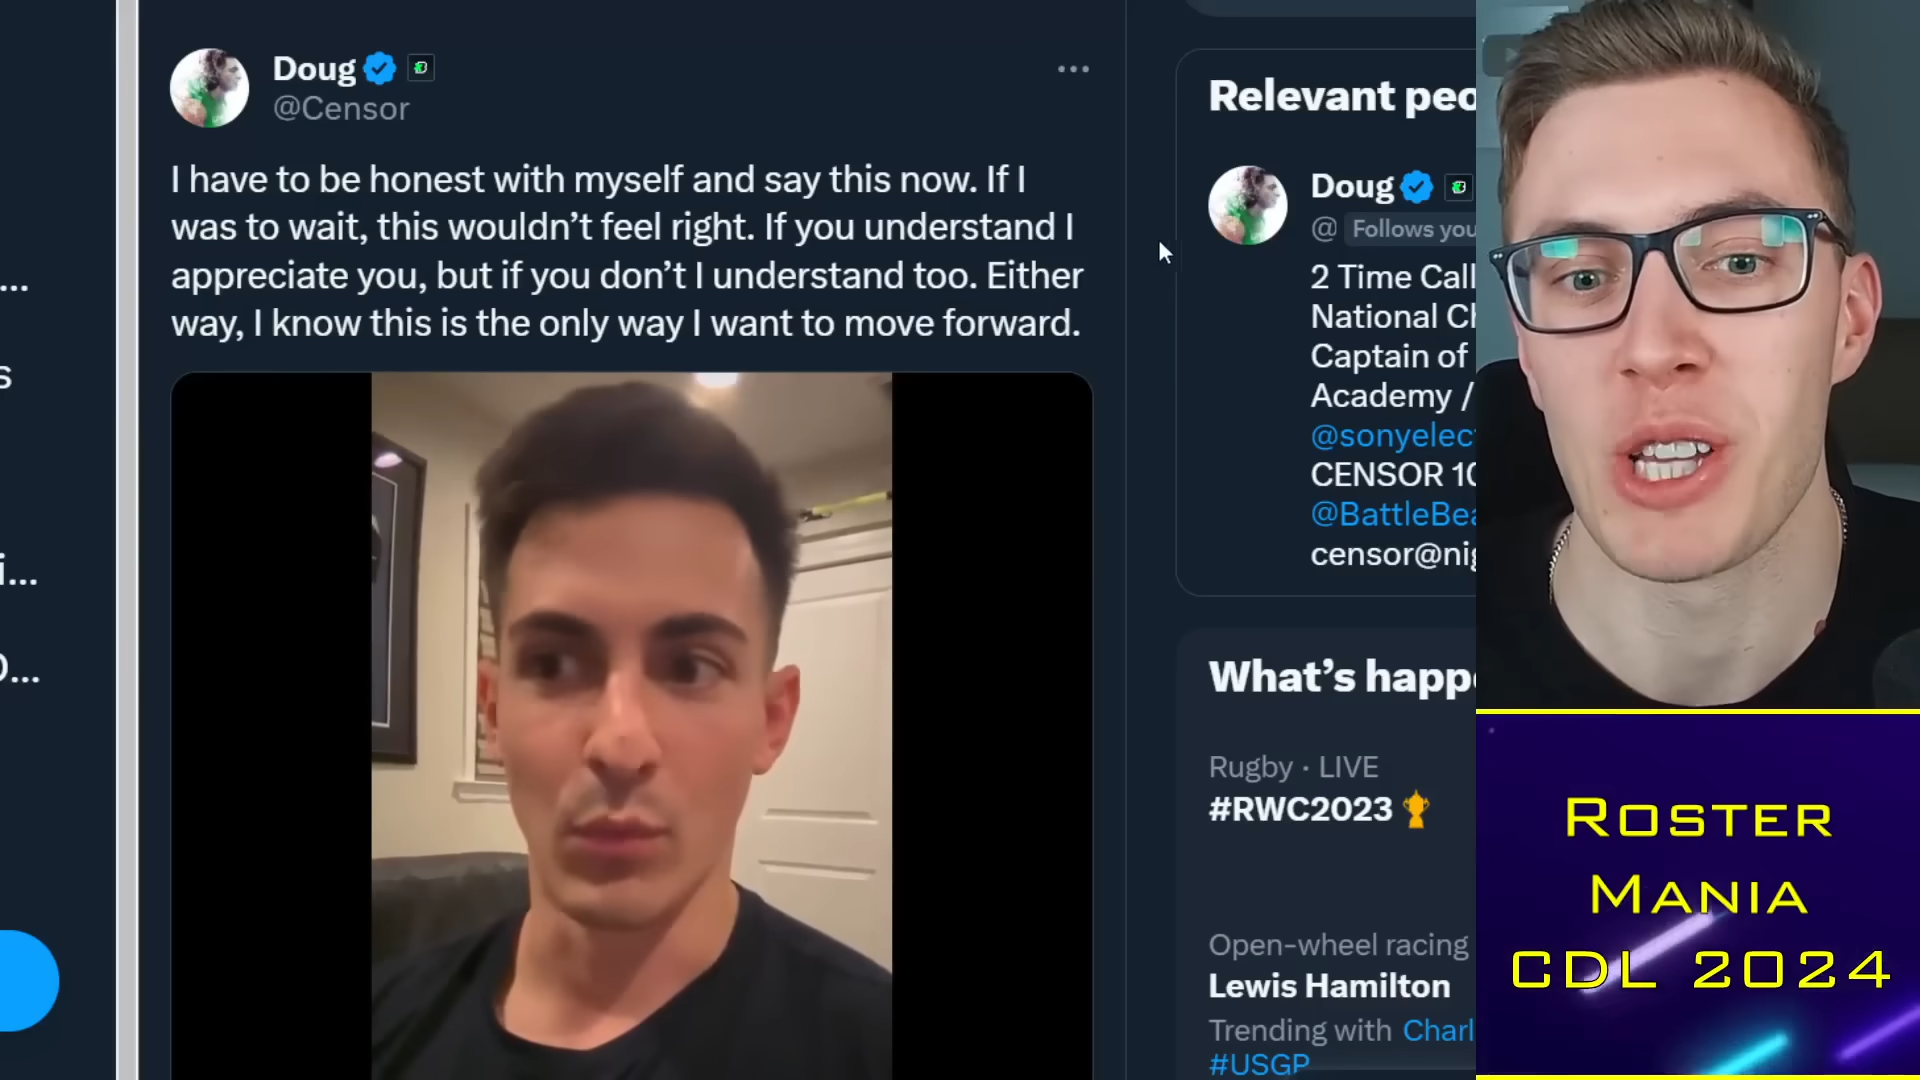 Doug
@Censor
I have to be honest with myself and say this now. If I
was to wait, this wouldn’t feel right. If you understand I
appreciate you, but if you don’t I understand too. Either
way, I know this is the only way I want to move forward.
Relevant peo
Doug
@ Follows you
2 Time Call
National Ch
Captain of
Academy /
@sonyelect
CENSOR 10
@BattleBea
censor@nig
What’s happe
Rugby · LIVE
#RWC2023
Open-wheel racing
Lewis Hamilton
Trending with Charl
#USGP
...
s
i...
O...
ROSTER
MANIA
CDL 2024